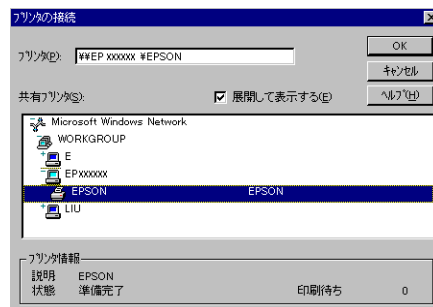 プリンタの接続
プリンタ(P): ¥¥EP xxxxxx ¥EPSON
OK
キャンセル
ヘルプ(H)
共有プリンタ(S):
展開して表示する(E)
Microsoft Windows Network
WORKGROUP
E
EPxxxxxx
EPSON EPSON
LIU
プリンタ情報
説明 EPSON
状態 準備完了 印刷待ち 0